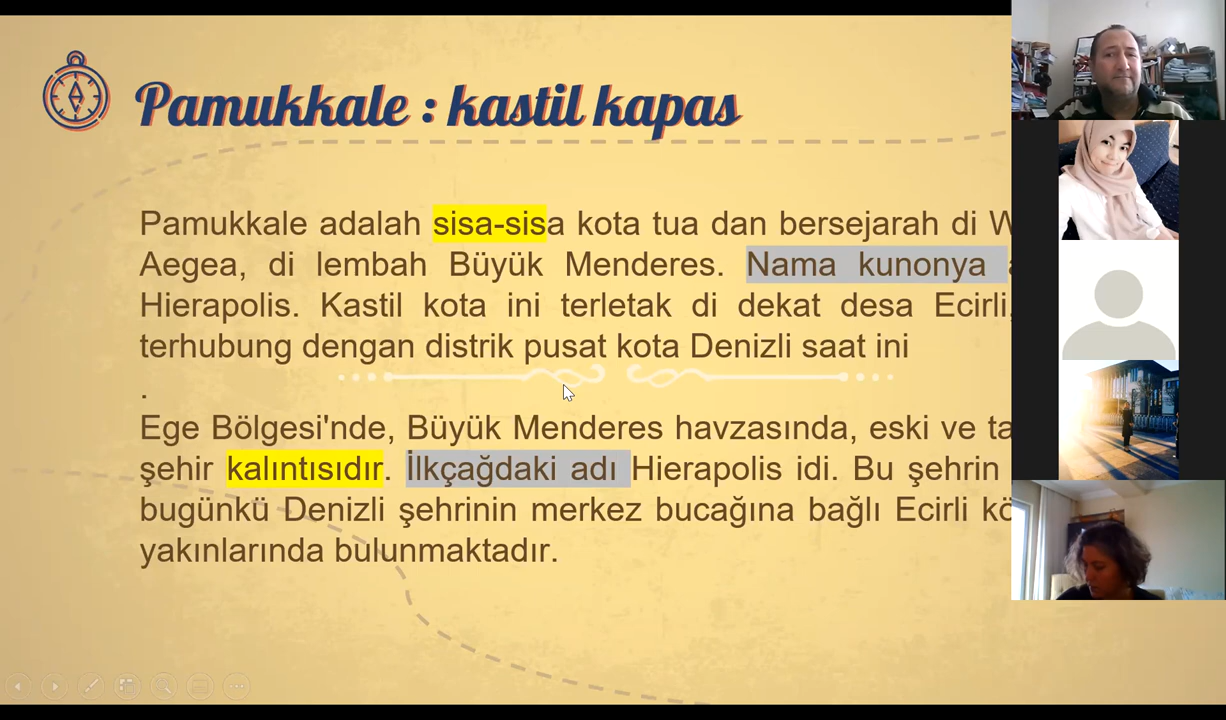 Pamukkale : kastil kapas
Pamukkale adalah sisa-sisa kota tua dan bersejarah di
Aegea, di lembah Büyük Menderes. Nama kunonya
Hierapolis. Kastil kota ini terletak di dekat desa Ecirli,
terhubung dengan distrik pusat kota Denizli saat ini
.
Ege Bölgesi'nde, Büyük Menderes havzasında, eski ve
şehir kalıntısıdır. İlkçağdaki adı Hierapolis idi. Bu şehrin
bugünkü Denizli şehrinin merkez bucağına bağlı Ecirli
yakınlarında bulunmaktadır.